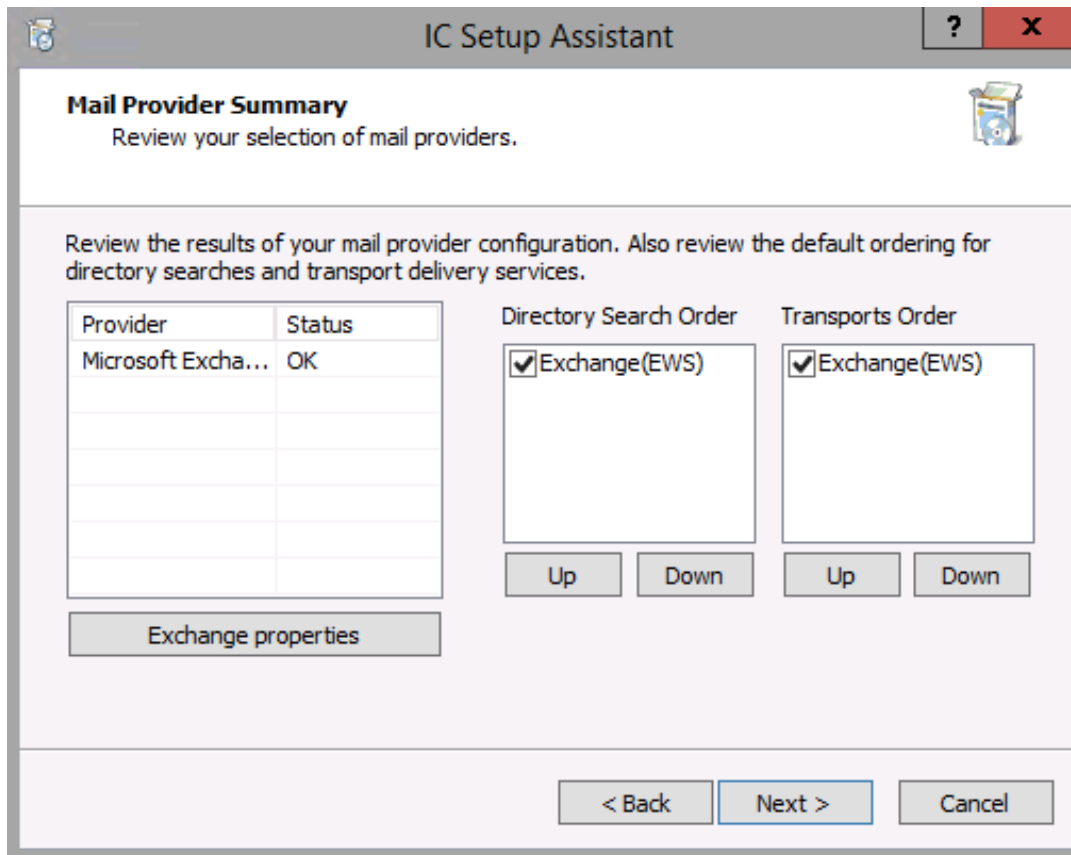 IC Setup Assistant
? x
Mail Provider Summary
Review your selection of mail providers.
Review the results of your mail provider configuration. Also review the default ordering for
directory searches and transport delivery services.
Provider Status
Microsoft Excha... OK
Directory Search Order
Exchange(EWS)
Up Down
Transports Order
Exchange(EWS)
Up Down
Exchange properties
< Back Next > Cancel